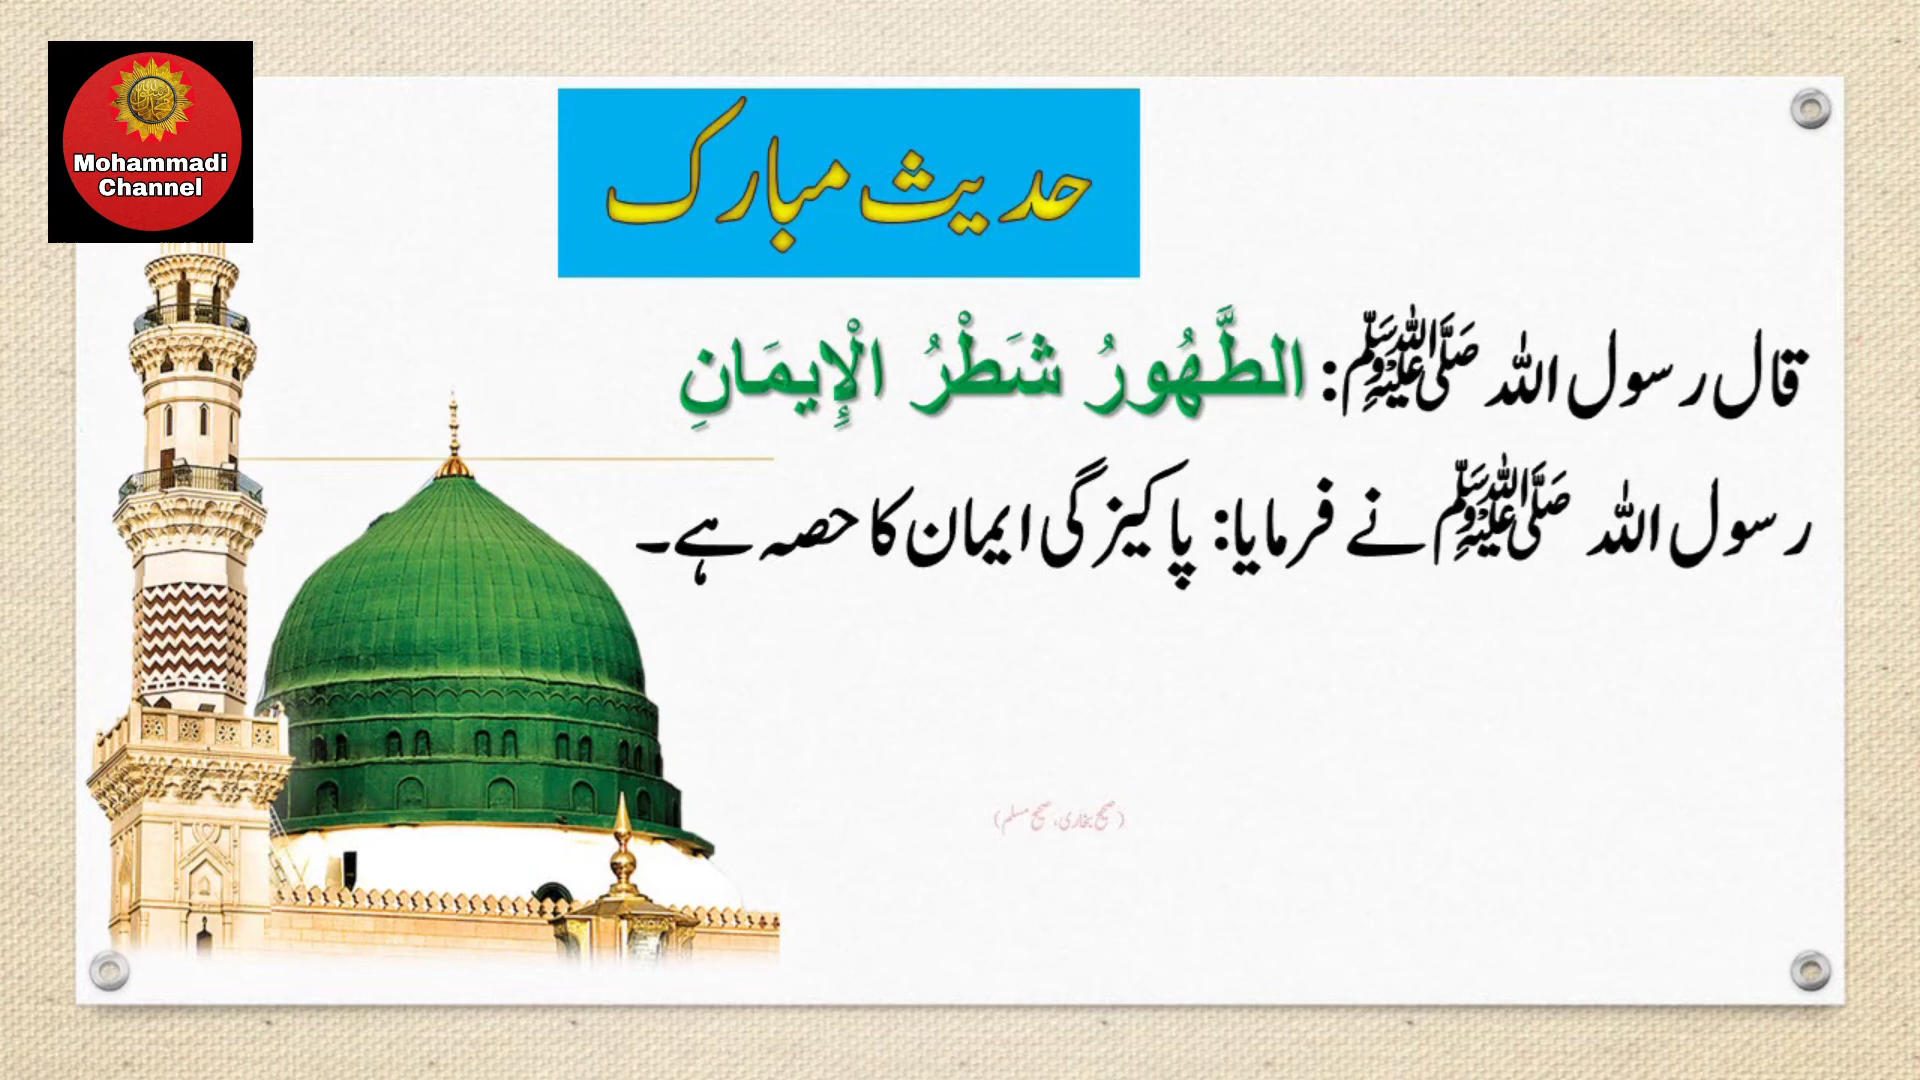 Mohammadi
Channel
حدیث مبارک
قال رسول اللہ ﷺ: الطَّهُورُ شَطْرُ الْإِيمَانِ
رسول اللہ ﷺ نے فرمایا: پاکیزگی ایمان کا حصہ ہے۔
(صحیح بخاری، صحیح مسلم)